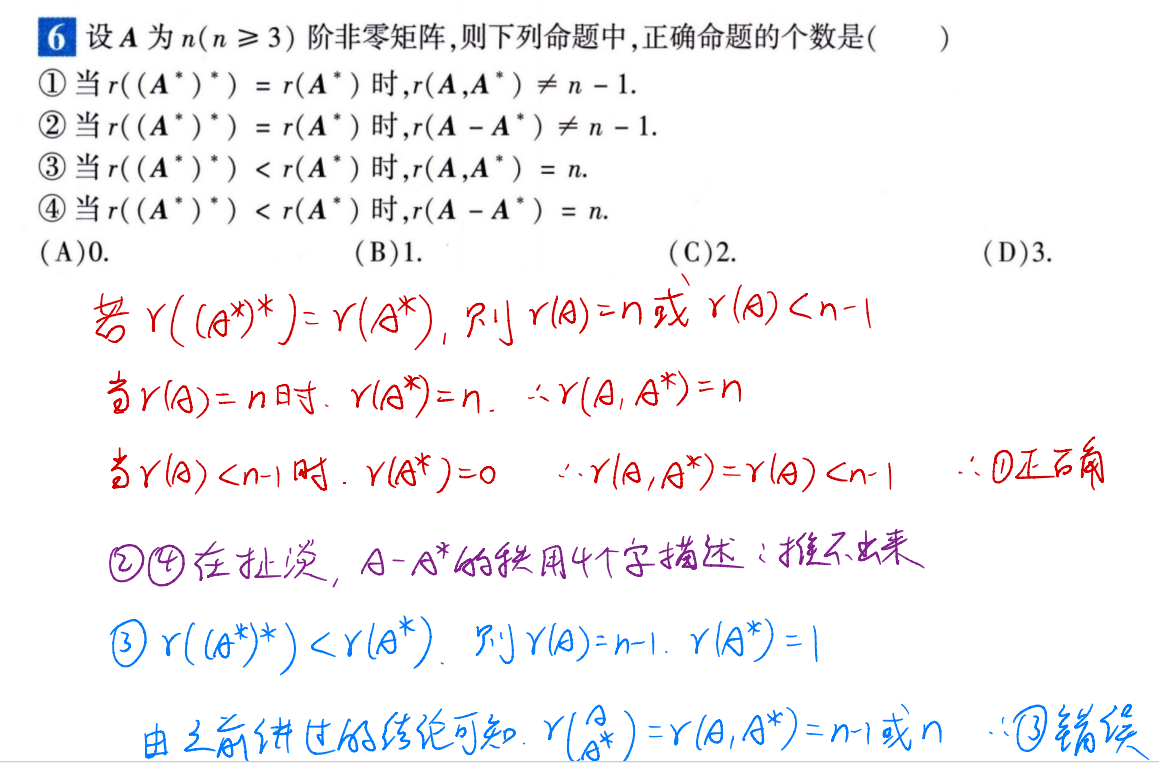 6 设 A 为 n(n ≥ 3) 阶非零矩阵,则下列命题中,正确命题的个数是(　　)
① 当 r((A*)*) = r(A*) 时,r(A,A*) ≠ n - 1.
② 当 r((A*)*) = r(A*) 时,r(A - A*) ≠ n - 1.
③ 当 r((A*)*) < r(A*) 时,r(A,A*) = n.
④ 当 r((A*)*) < r(A*) 时,r(A - A*) = n.
(A)0.　(B)1.　(C)2.　(D)3.
若 r((A*)*)=r(A*), 则 r(A)=n 或 r(A)<n-1
当 r(A)=n 时. r(A*)=n. ∴r(A,A*)=n
当 r(A)<n-1 时. r(A*)=0 ∴r(A,A*)=r(A)<n-1 ∴①正确
②④在扯淡, A-A*的秩用4个字描述:推不出来
③ r((A*)*)<r(A*). 则 r(A)=n-1. r(A*)=1
由之前讲过的结论可知. r(A/A*)=r(A,A*)=n-1或n ∴③错误